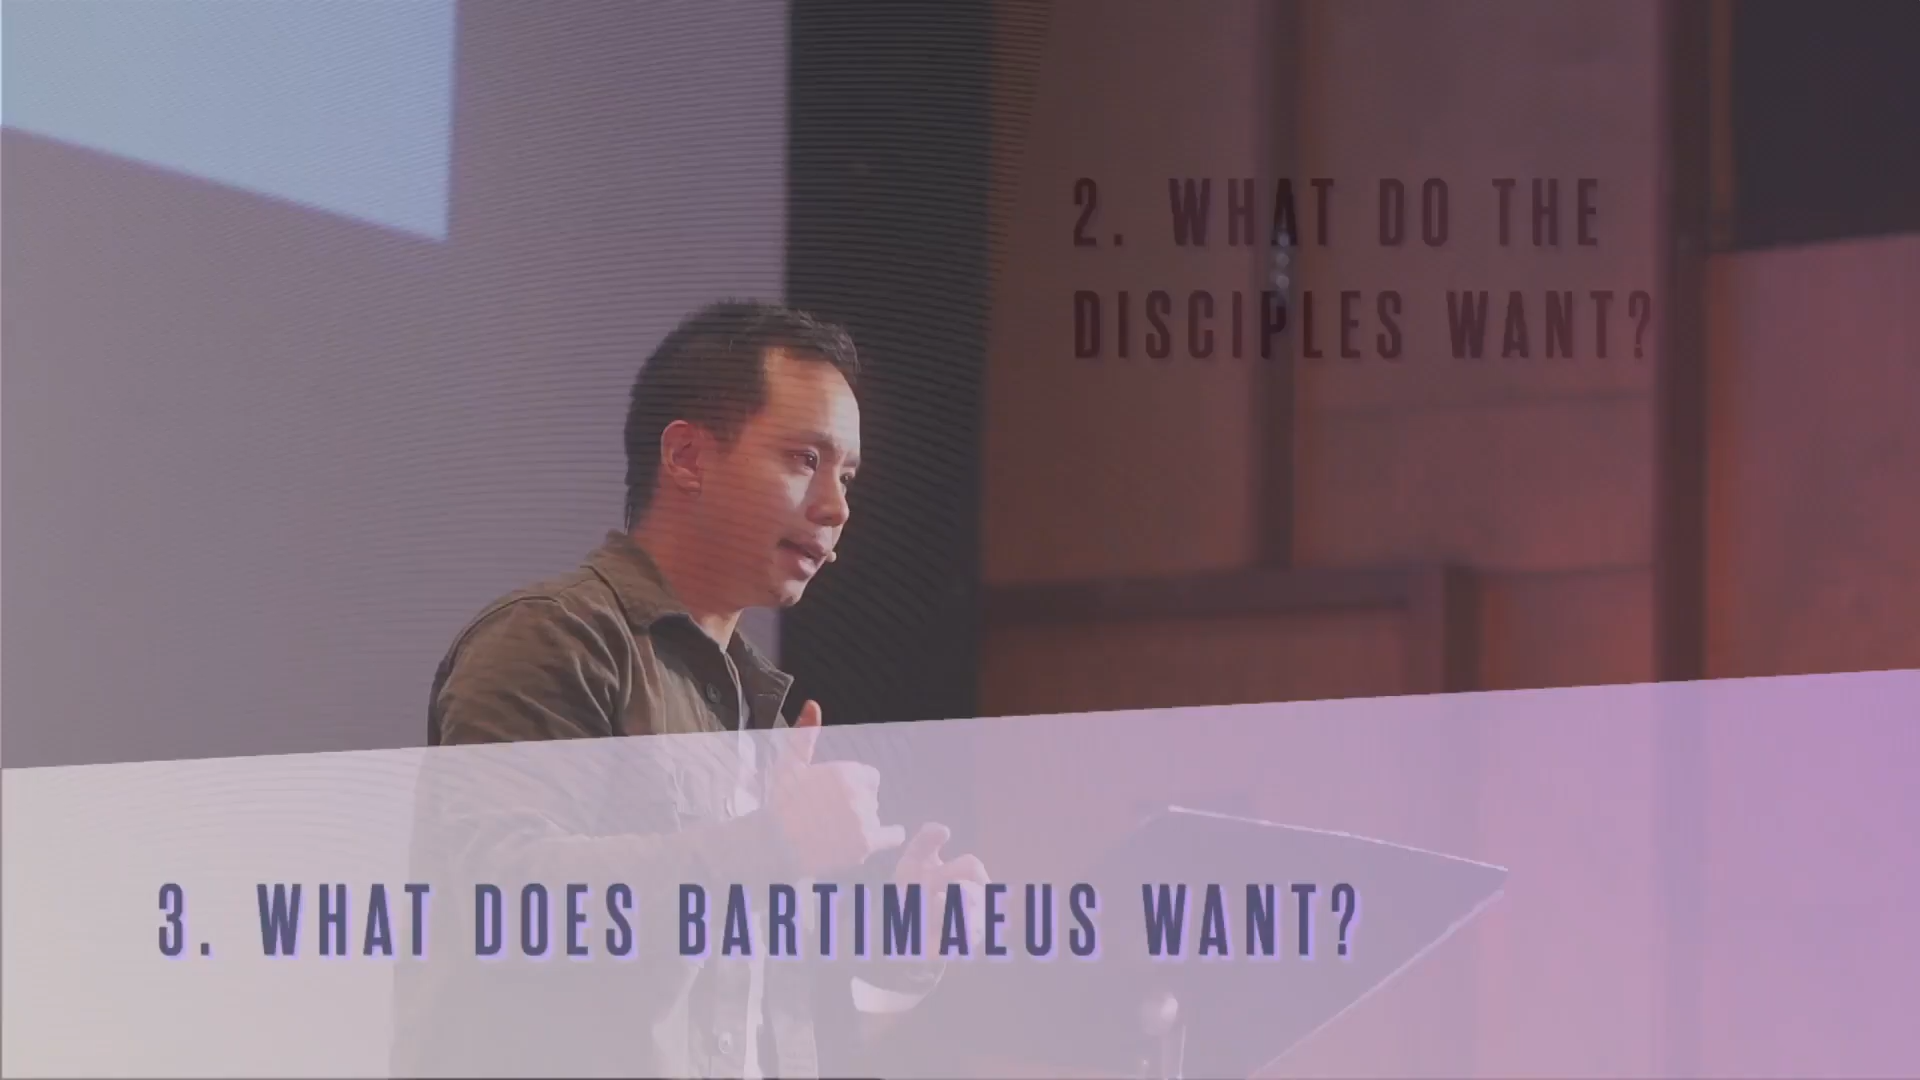 2. WHAT DO THE
DISCIPLES WANT?
3. WHAT DOES BARTIMAEUS WANT?